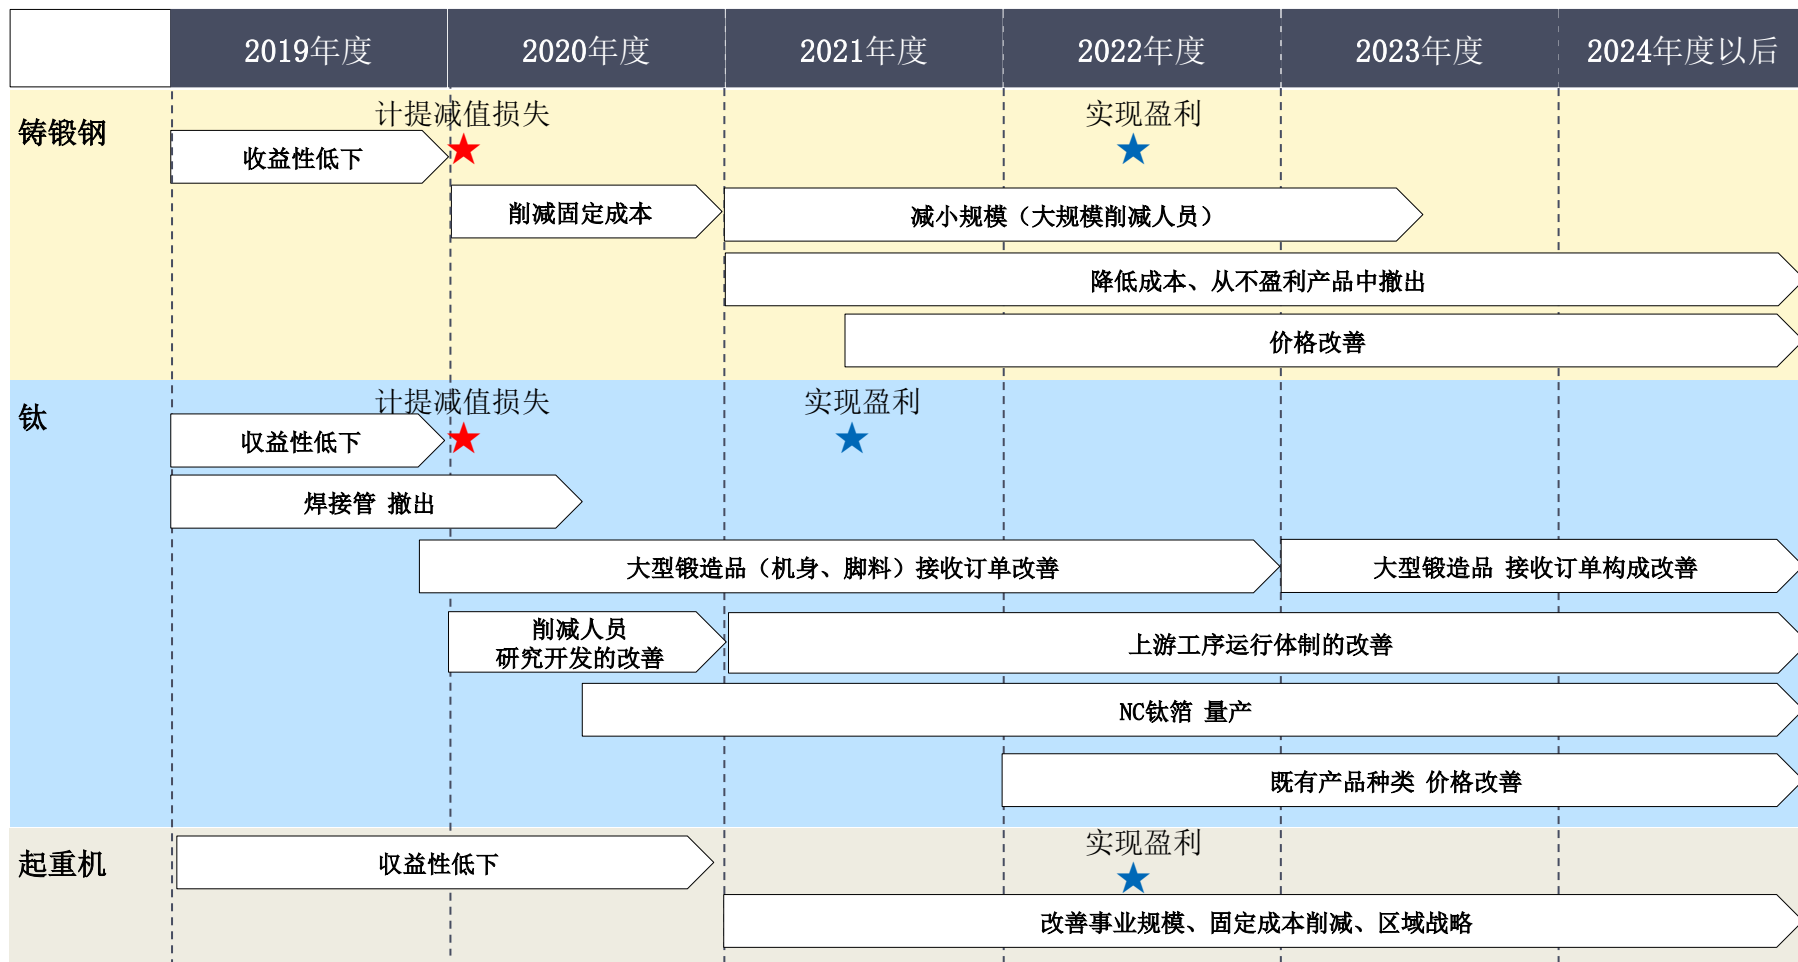 2019年度
2020年度
2021年度
2022年度
2023年度
2024年度以后
铸锻钢
计提减值损失
实现盈利
收益性低下
削减固定成本
减小规模（大规模削减人员）
降低成本、从不盈利产品中撤出
价格改善
钛
计提减值损失
实现盈利
収益性低下
焊接管 撤出
大型锻造品（机身、脚料）接收订单改善
大型锻造品 接收订单构成改善
削减人员
研究开发的改善
上游工序运行体制的改善
NC钛箔 量产
既有产品种类 价格改善
起重机
収益性低下
实现盈利
改善事业规模、固定成本削减、区域战略